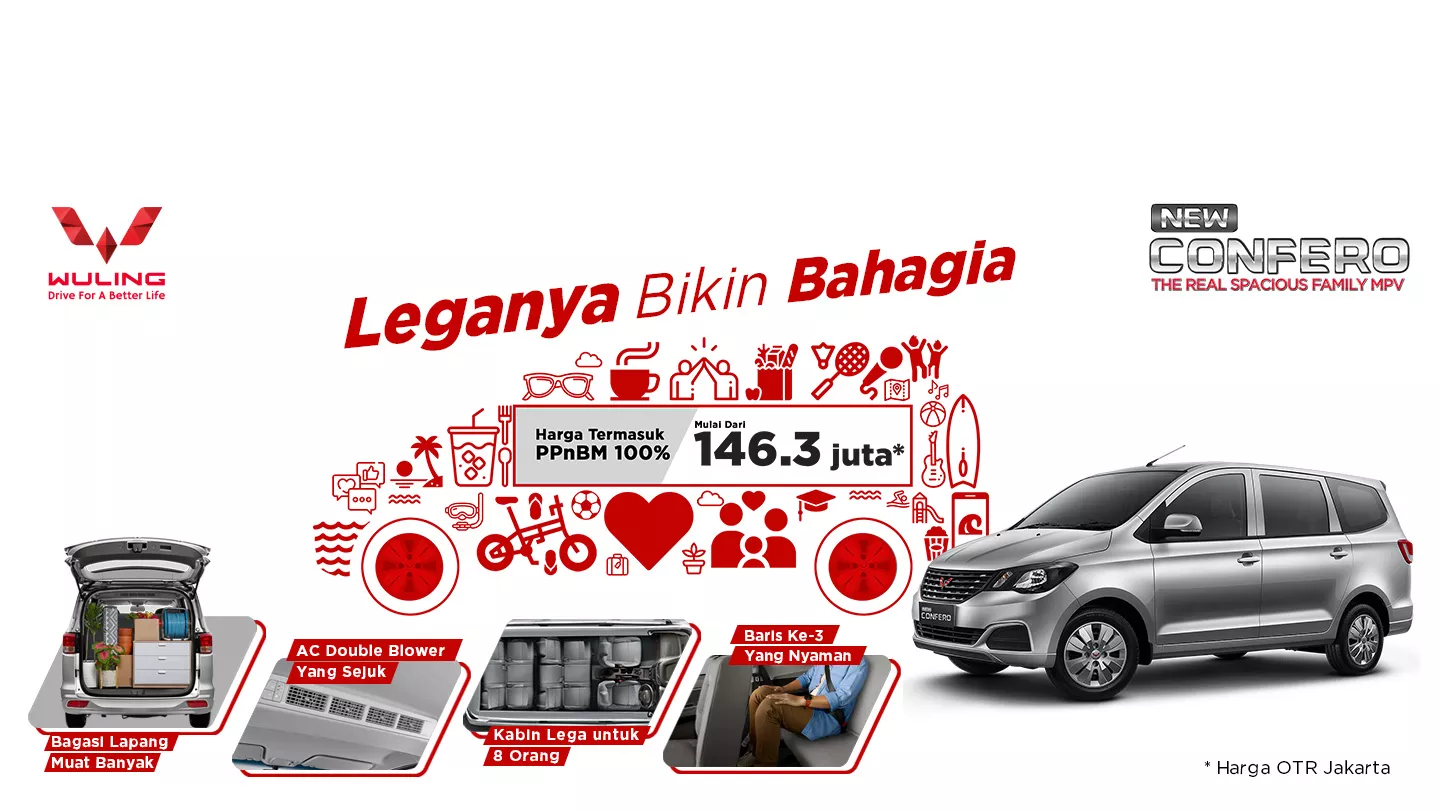 WULING
Drive For A Better Life
NEW
CONFERO
THE REAL SPACIOUS FAMILY MPV
Leganya Bikin Bahagia
Harga Termasuk
PPnBM 100%
Mulai Dari
146.3 juta*
NEW
CONFERO
Bagasi Lapang
Muat Banyak
AC Double Blower
Yang Sejuk
Kabin Lega untuk
8 Orang
Baris Ke-3
Yang Nyaman
* Harga OTR Jakarta